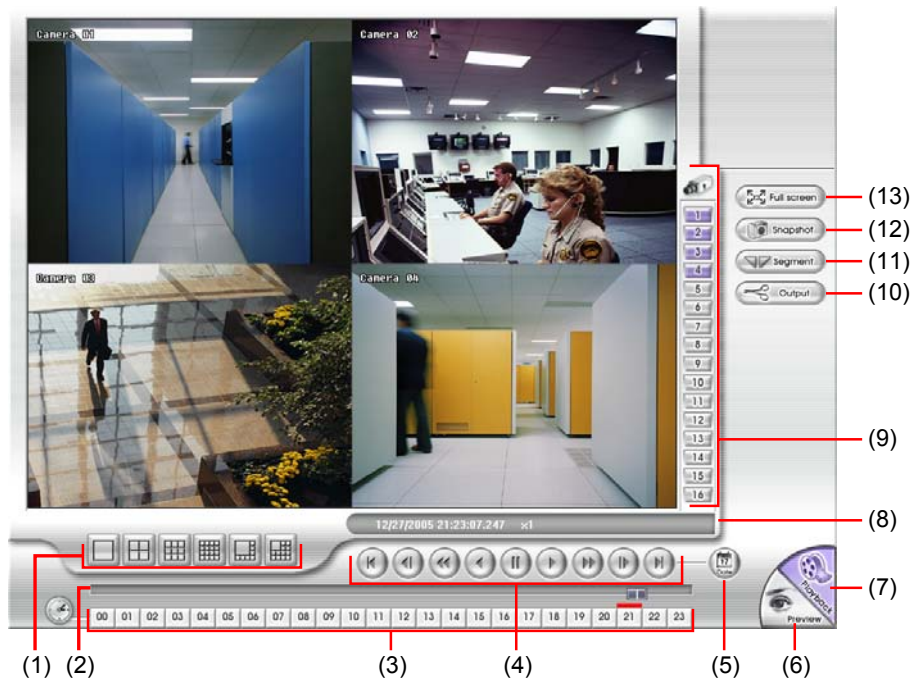 Camera 01
Camera 02
Camera 03
Camera 04
1
2
3
4
5
6
7
8
9
10
11
12
13
14
15
16
Full screen
(13)
Snapshot
(12)
Segment
(11)
Output
(10)
(9)
12/27/2005 21:23:07.247 x1
(8)
17
Date
Playback
(7)
Preview
00 01 02 03 04 05 06 07 08 09 10 11 12 13 14 15 16 17 18 19 20 21 22 23
(1) (2) (3) (4) (5) (6)